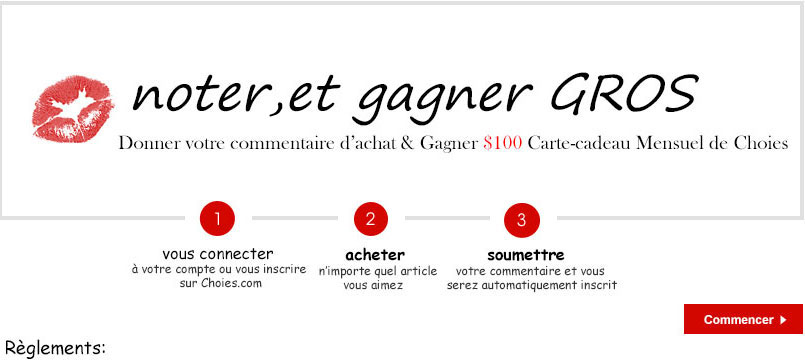 noter,et gagner GROS
Donner votre commentaire d'achat & Gagner $100 Carte-cadeau Mensuel de Choies
1
vous connecter
à votre compte ou vous inscrire
sur Choies.com
2
acheter
n'importe quel article
vous aimez
3
soumettre
votre commentaire et vous
serez automatiquement inscrit
Commencer
Règlements: